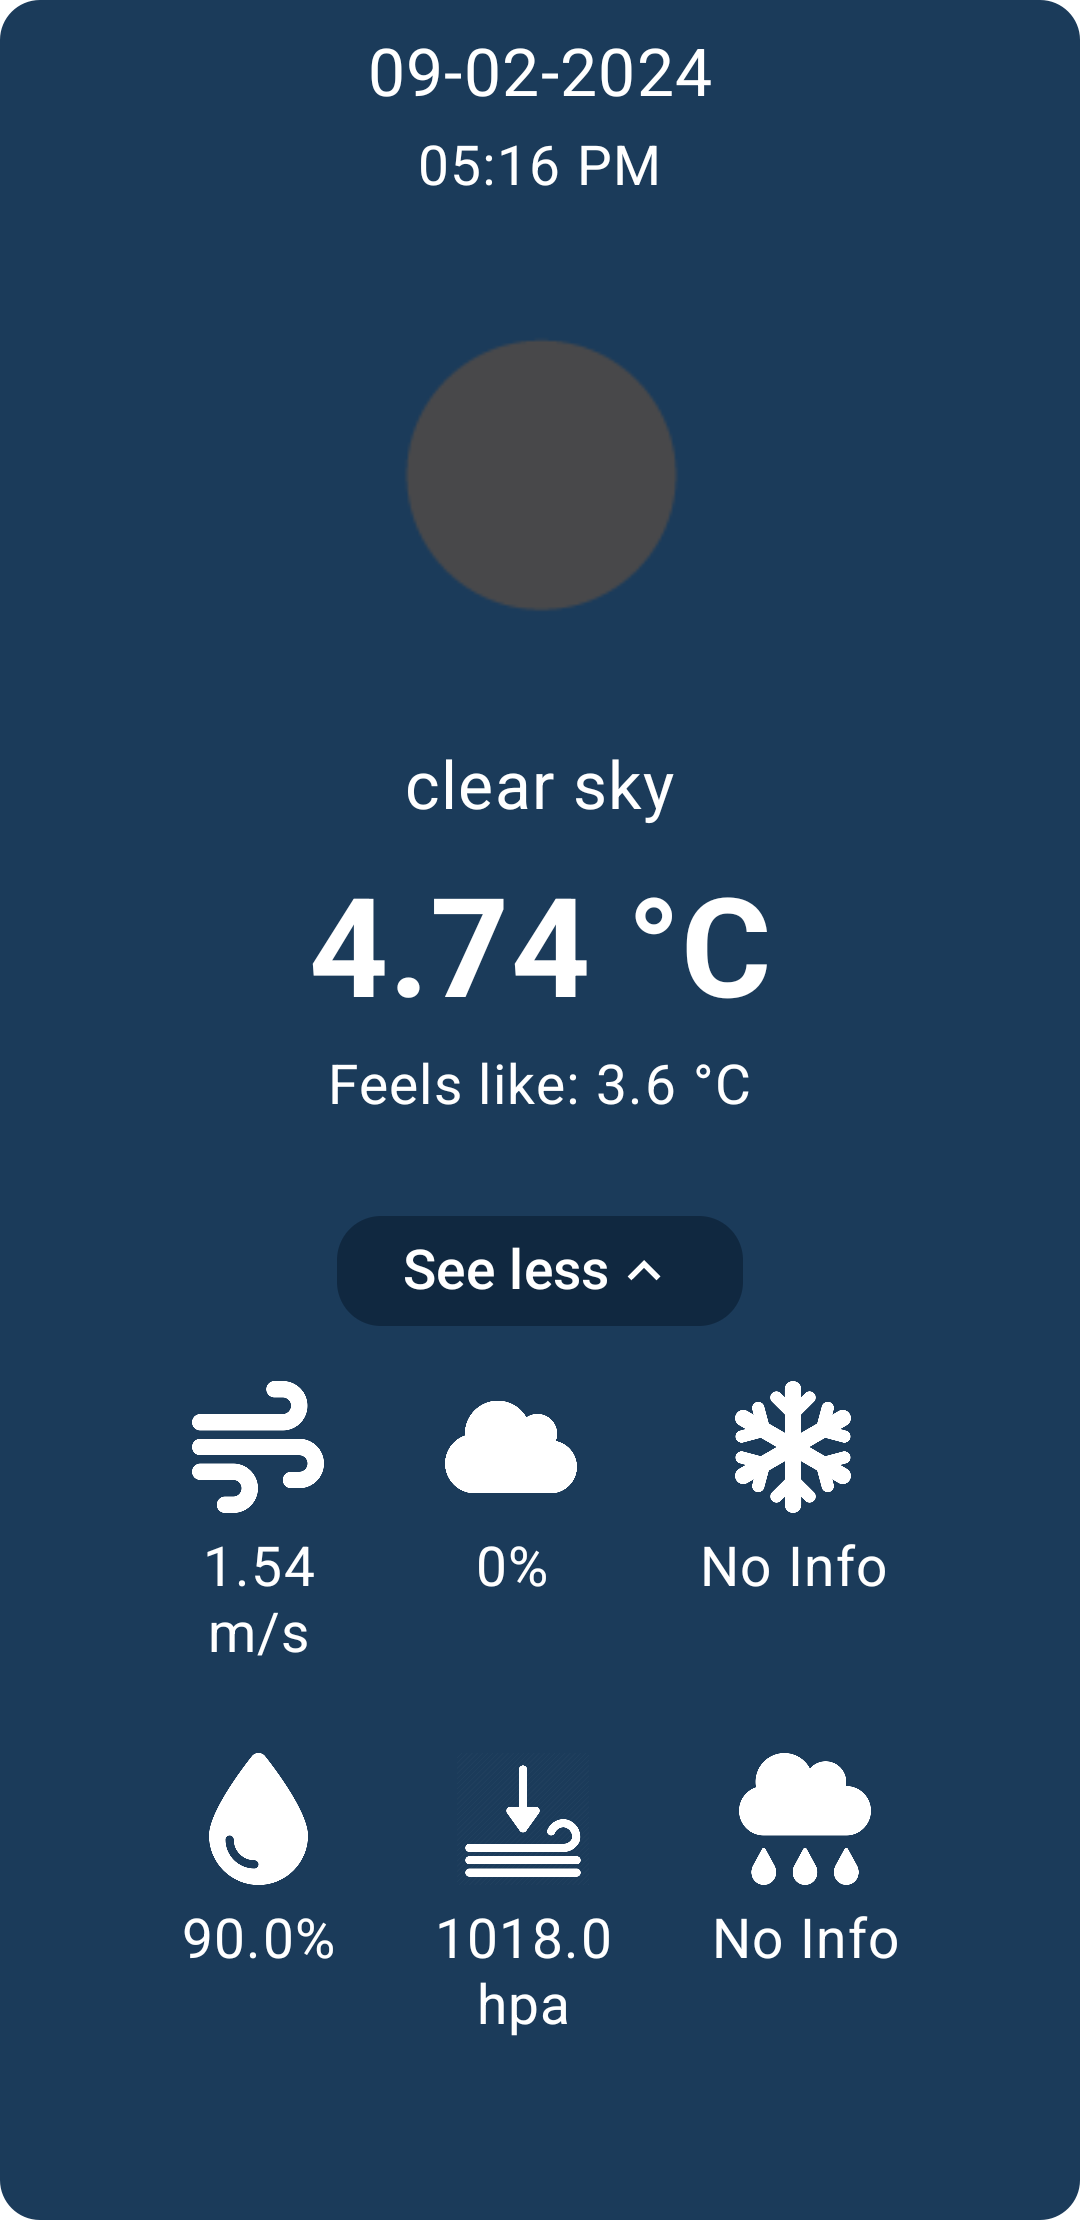 09-02-2024
05:16 PM
clear sky
4.74 °C
Feels like: 3.6 °C
See less
1.54
m/s
0%
No Info
90.0%
1018.0
hpa
No Info